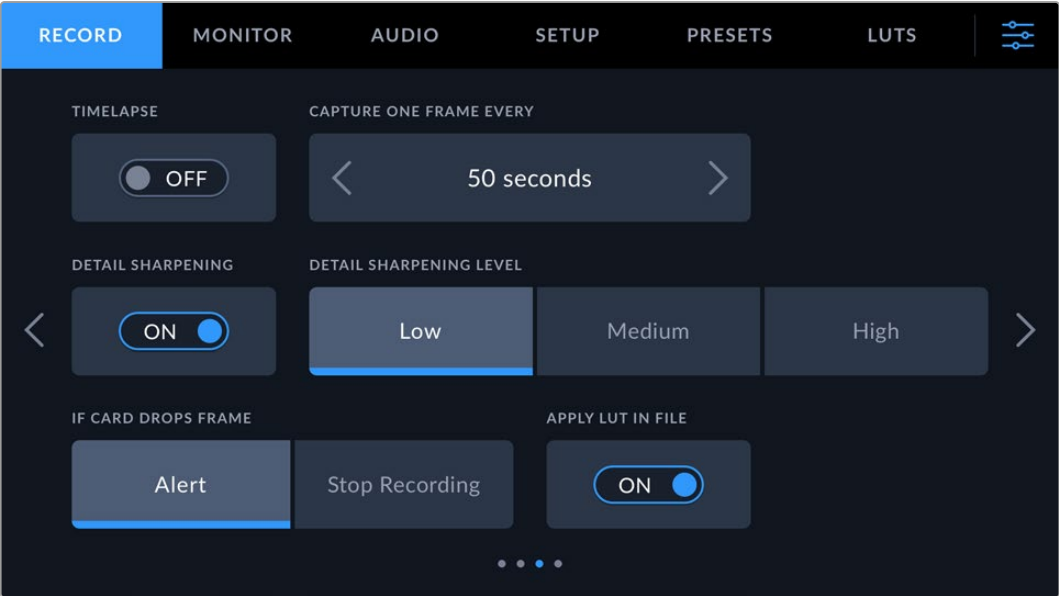 RECORD MONITOR AUDIO SETUP PRESETS LUTS
TIMELAPSE CAPTURE ONE FRAME EVERY
OFF 50 seconds
DETAIL SHARPENING DETAIL SHARPENING LEVEL
ON Low Medium High
IF CARD DROPS FRAME APPLY LUT IN FILE
Alert Stop Recording ON